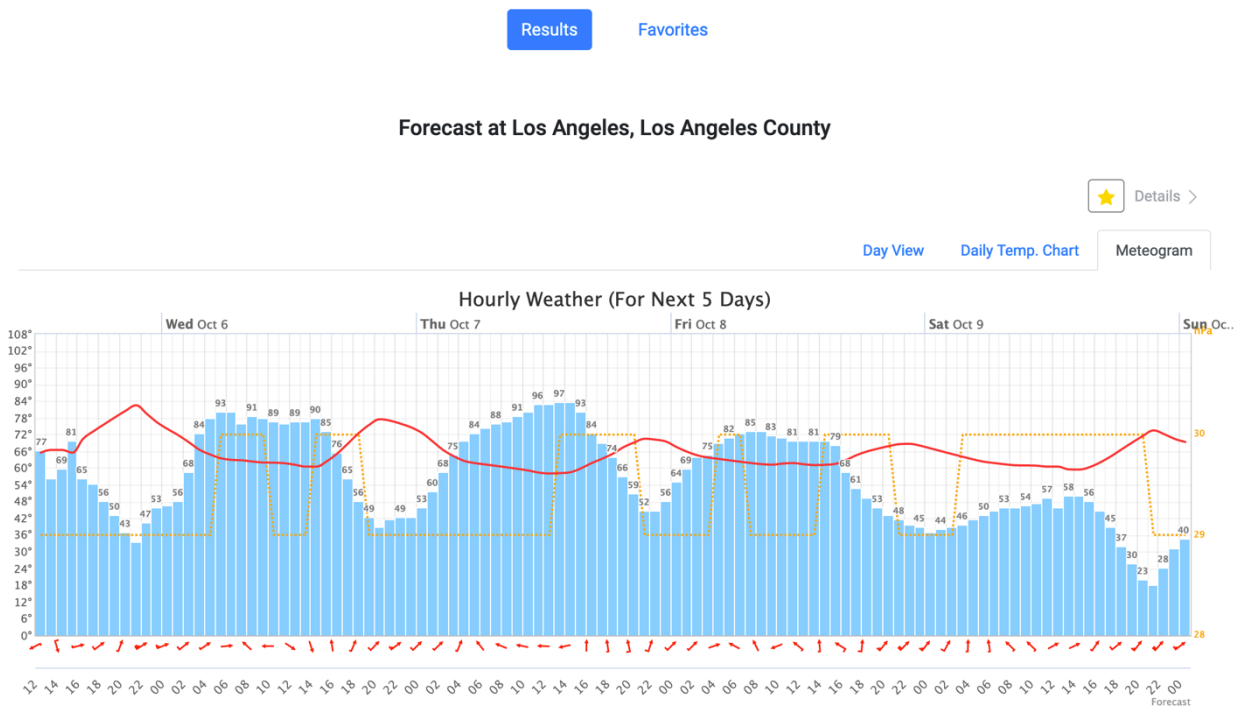 Results Favorites
Forecast at Los Angeles, Los Angeles County
Details
Day View Daily Temp. Chart Meteogram
Hourly Weather (For Next 5 Days)
Wed Oct 6 Thu Oct 7 Fri Oct 8 Sat Oct 9 Sun Oc..
hPa
108°
102°
96°
90°
84°
78°
72°
66°
60°
54°
48°
42°
36°
30°
24°
18°
12°
6°
0°
77 69 81 65 56 50 43 47 53 56 68 84 93 91 89 89 90 85 76 65 56 49 49 53 60 68 75 84 88 91 96 97 93 84 74 66 59 52 56 64 69 75 82 85 83 81 81 79 68 61 53 48 45 44 46 50 53 54 57 58 56 45 37 30 23 28 40
30
29
28
12 14 16 18 20 22 00 02 04 06 08 10 12 14 16 18 20 22 00 02 04 06 08 10 12 14 16 18 20 22 00 02 04 06 08 10 12 14 16 18 20 22 00 02 04 06 08 10 12 14 16 18 20 22 00
Forecast